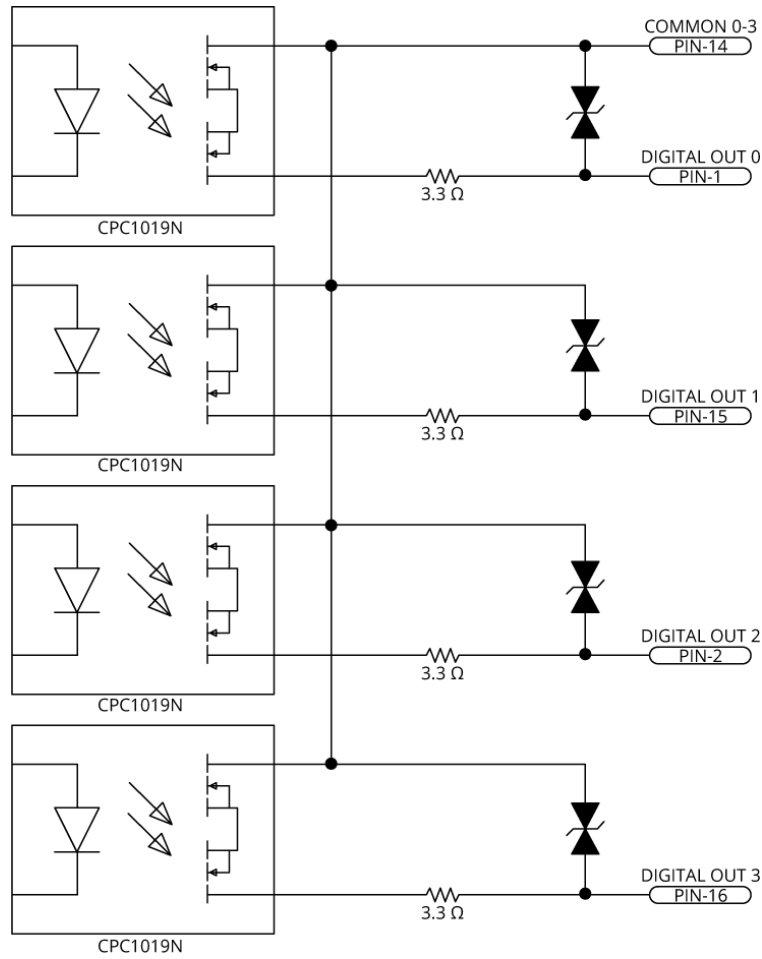 COMMON 0-3
PIN-14
DIGITAL OUT 0
PIN-1
3.3 Ω
CPC1019N
DIGITAL OUT 1
PIN-15
3.3 Ω
CPC1019N
DIGITAL OUT 2
PIN-2
3.3 Ω
CPC1019N
DIGITAL OUT 3
PIN-16
3.3 Ω
CPC1019N